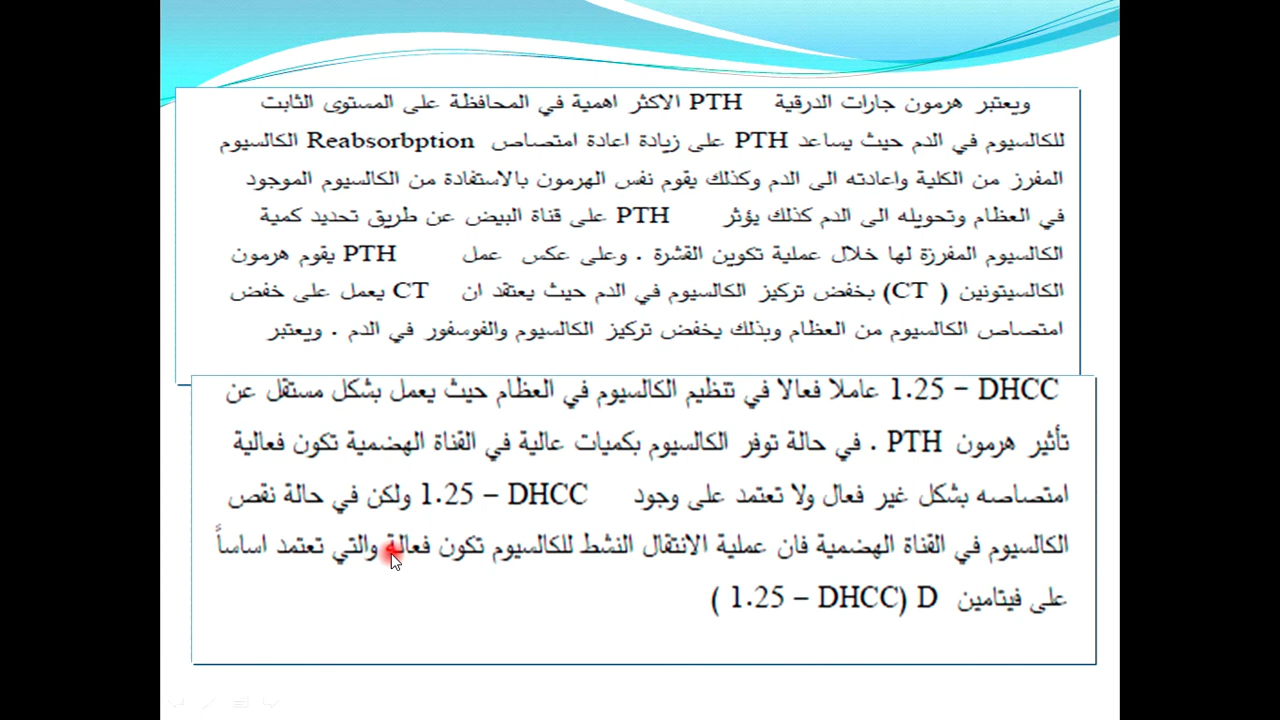 ويعتبر هرمون جارات الدرقية PTH الاكثر اهمية في المحافظة على المستوى الثابت
للكالسيوم في الدم حيث يساعد PTH على زيادة اعادة امتصاص Reabsorbption الكالسيوم
المفرز من الكلية واعادته الى الدم وكذلك يقوم نفس الهرمون بالاستفادة من الكالسيوم الموجود
في العظام وتحويله الى الدم كذلك يؤثر PTH على قناة البيض عن طريق تحديد كمية
الكالسيوم المفرزة لها خلال عملية تكوين القشرة . وعلى عكس عمل PTH يقوم هرمون
الكالسيتونين ( CT) بخفض تركيز الكالسيوم في الدم حيث يعتقد ان CT يعمل على خفض
امتصاص الكالسيوم من العظام وبذلك يخفض تركيز الكالسيوم والفوسفور في الدم . ويعتبر
1.25 – DHCC عاملا فعالا في تنظيم الكالسيوم في العظام حيث يعمل بشكل مستقل عن
تأثير هرمون PTH . في حالة توفر الكالسيوم بكميات عالية في القناة الهضمية تكون فعالية
امتصاصه بشكل غير فعال ولا تعتمد على وجود 1.25 – DHCC ولكن في حالة نقص
الكالسيوم في القناة الهضمية فان عملية الانتقال النشط للكالسيوم تكون فعالة والتي تعتمد اساساً
على فيتامين D (1.25 – DHCC )